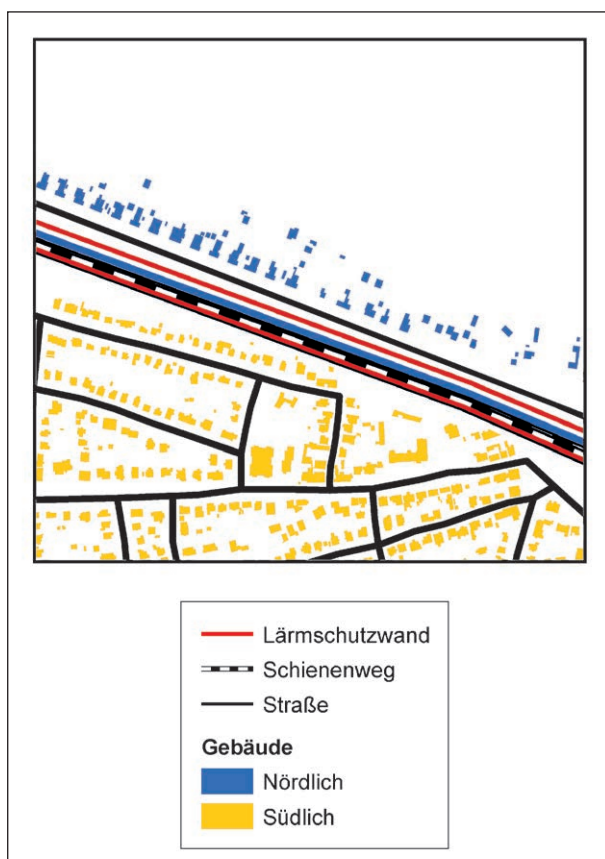 Lärmschutzwand
Schienenweg
Straße
Gebäude
Nördlich
Südlich